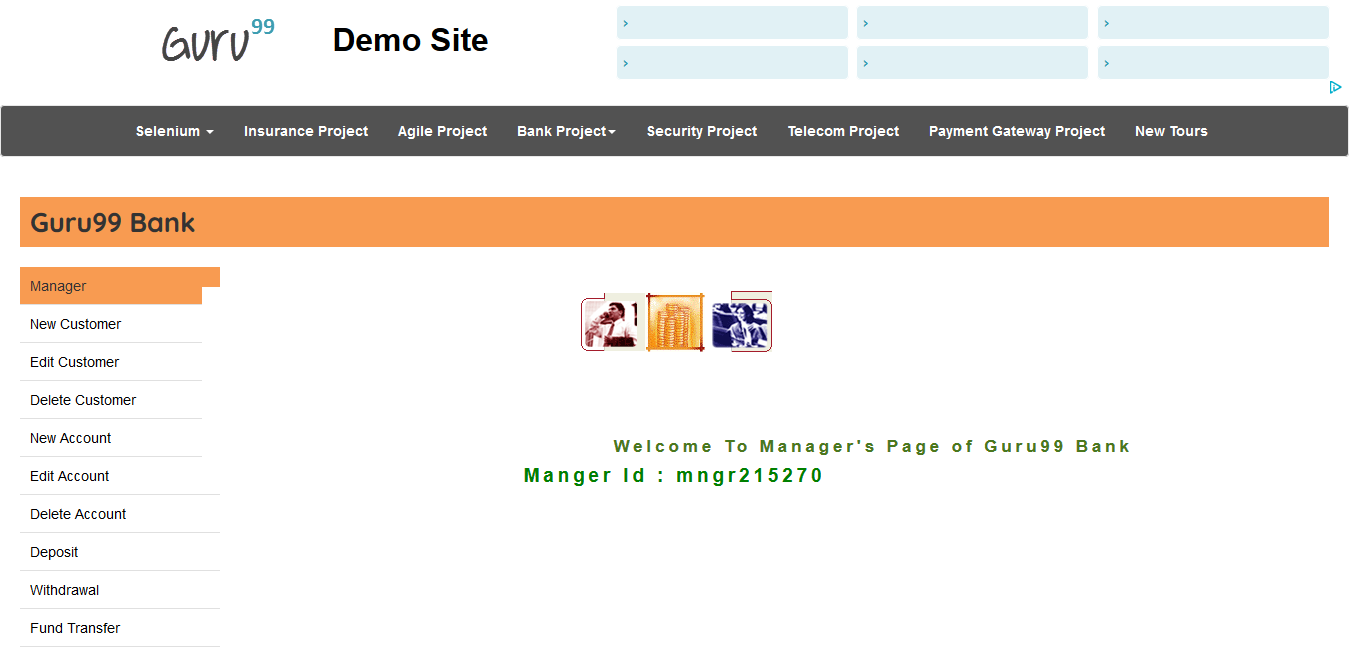 Guru99
Demo Site
Selenium
Insurance Project
Agile Project
Bank Project
Security Project
Telecom Project
Payment Gateway Project
New Tours
Guru99 Bank
Manager
New Customer
Edit Customer
Delete Customer
New Account
Edit Account
Delete Account
Deposit
Withdrawal
Fund Transfer
Welcome To Manager's Page of Guru99 Bank
Manger Id : mngr215270